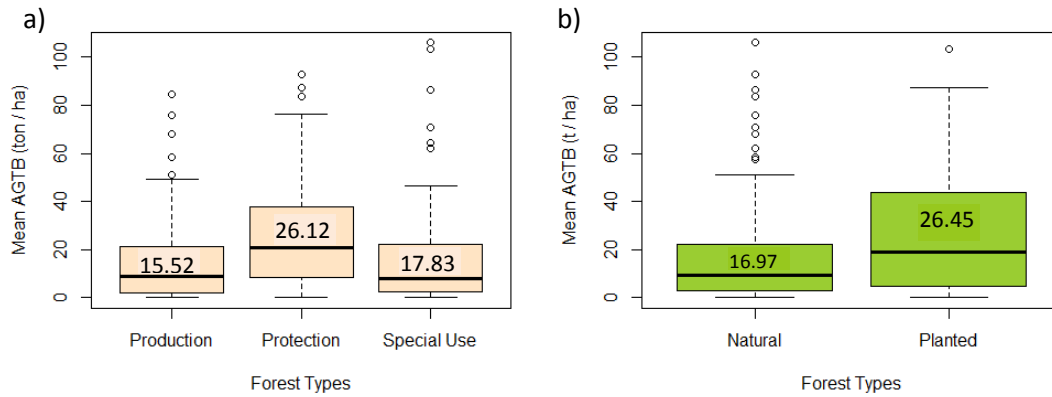 a)
Mean AGTB (ton / ha)
100
80
60
40
20
0
15.52
26.12
17.83
Production Protection Special Use
Forest Types
b)
Mean AGTB (t / ha)
100
80
60
40
20
0
16.97
26.45
Natural Planted
Forest Types